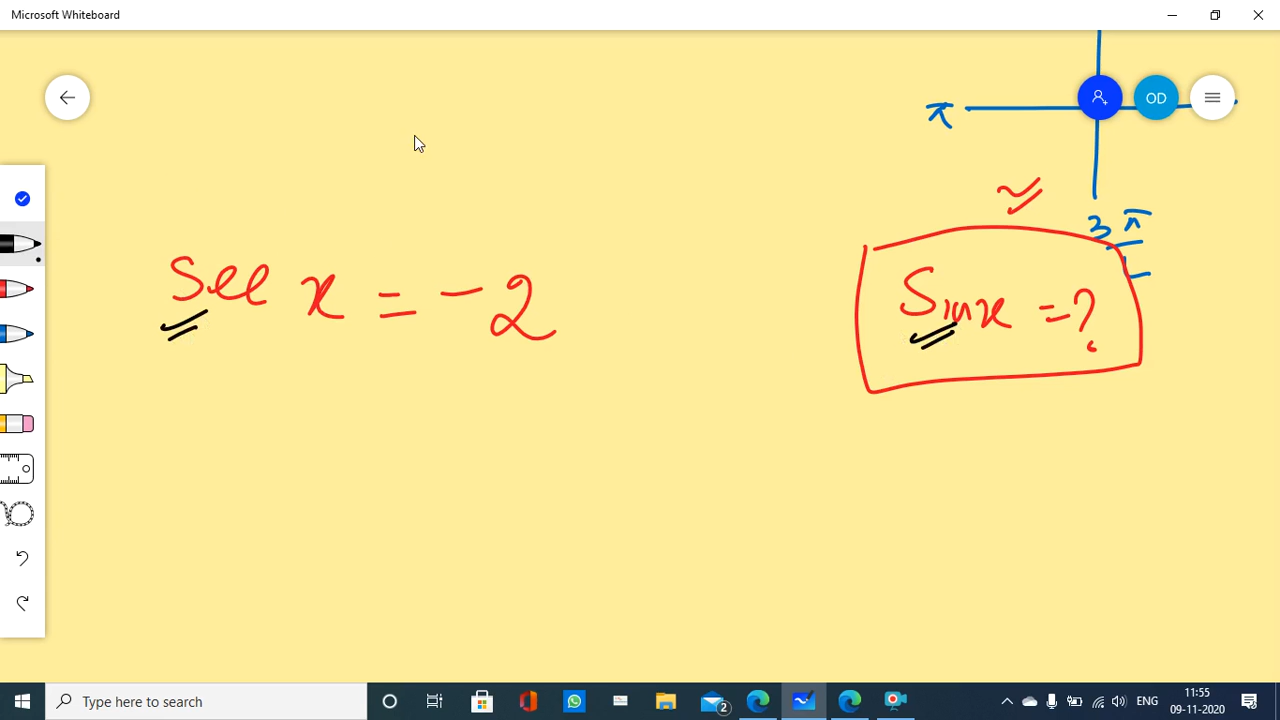 Microsoft Whiteboard
OD
π
3π
Sec x = -2
Sin x = ?
Type here to search
2
ENG
11:55
09-11-2020